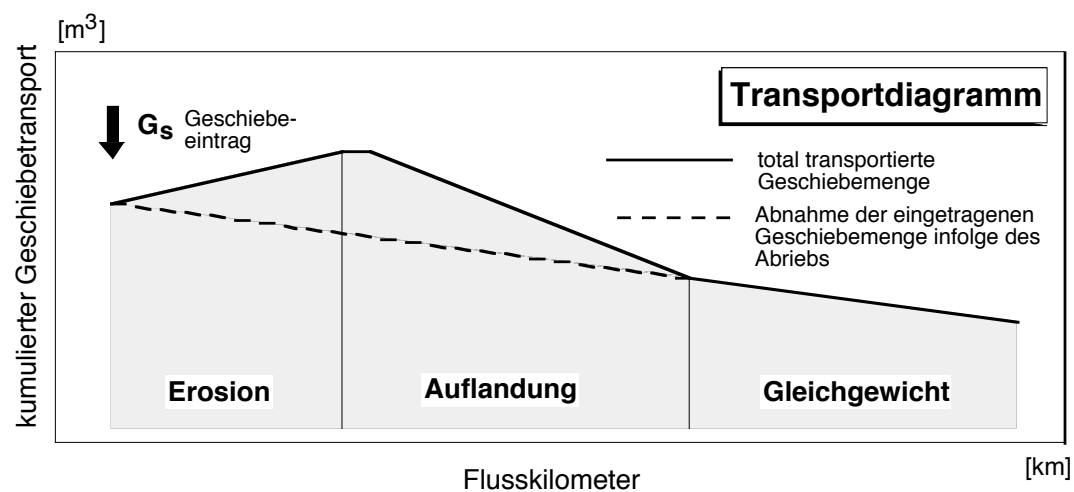 [m³]
kumulierter Geschiebetransport
Transportdiagramm
Gs Geschiebe-
eintrag
total transportierte
Geschiebemenge
Abnahme der eingetragenen
Geschiebemenge infolge des
Abriebs
Erosion
Auflandung
Gleichgewicht
Flusskilometer
[km]